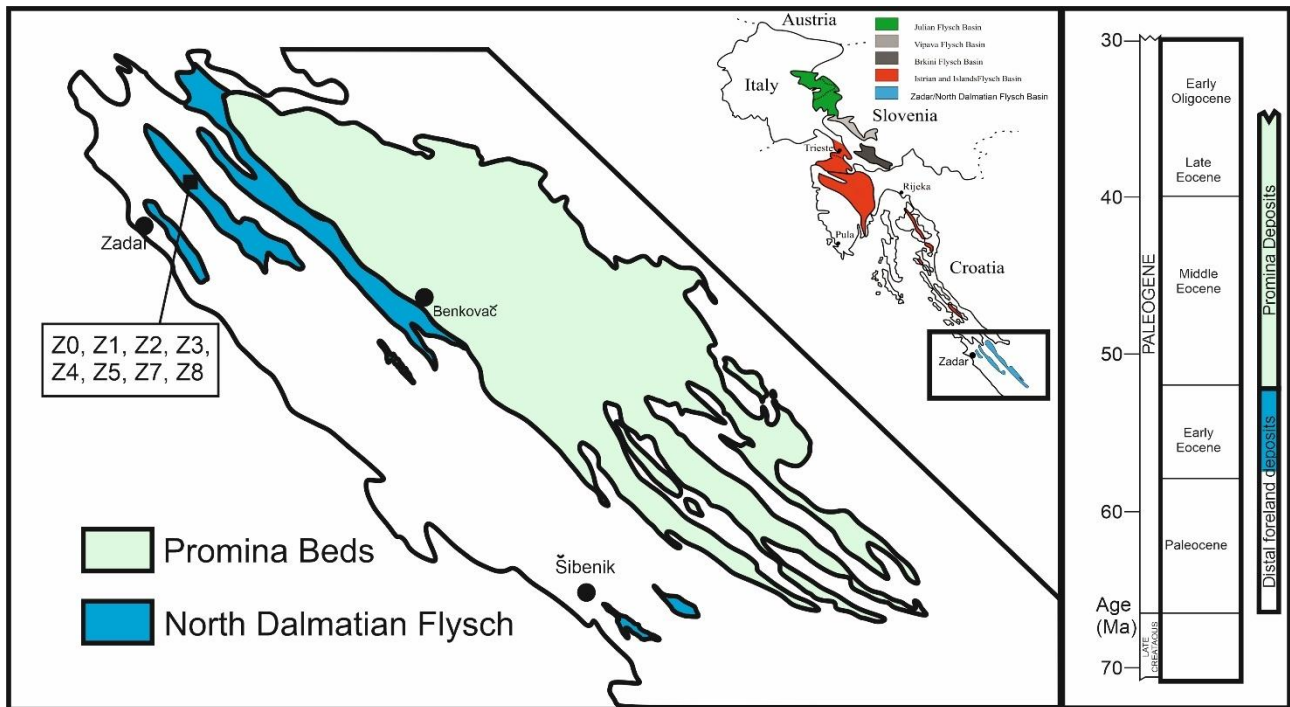 Zadar
Benkovač
Z0, Z1, Z2, Z3,
Z4, Z5, Z7, Z8
Šibenik
Promina Beds
North Dalmatian Flysch
Austria
Italy
Slovenia
Trieste
Rijeka
Pula
Croatia
Zadar
Julian Flysch Basin
Vipava Flysch Basin
Brkini Flysch Basin
Istrian and IslandsFlysch Basin
Zadar/North Dalmatian Flysch Basin
30
40
50
60
Age
(Ma)
70
PALEOGENE
LATE CREATAOUS
Early
Oligocene
Late
Eocene
Middle
Eocene
Early
Eocene
Paleocene
Promina Deposits
Distal foreland deposits